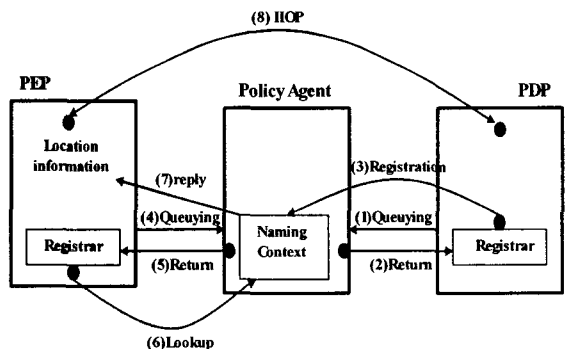 (8) IIOP
PEP
Policy Agent
PDP
Location
information
(3)Registration
(7)reply
(4)Queuying
(1)Queuying
Registrar
Naming
Context
Registrar
(5)Return
(2)Return
(6)Lookup